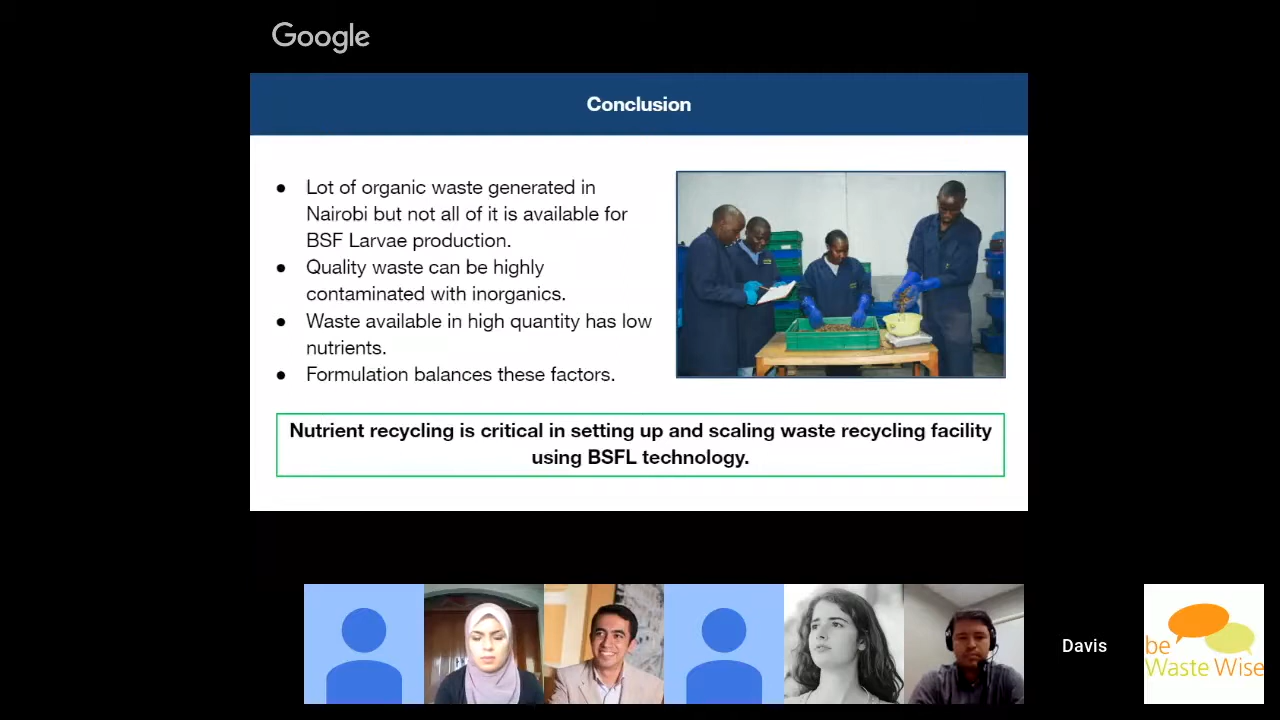 Google
Conclusion
● Lot of organic waste generated in
Nairobi but not all of it is available for
BSF Larvae production.
● Quality waste can be highly
contaminated with inorganics.
● Waste available in high quantity has low
nutrients.
● Formulation balances these factors.
Nutrient recycling is critical in setting up and scaling waste recycling facility
using BSFL technology.
Davis
be
Waste Wise